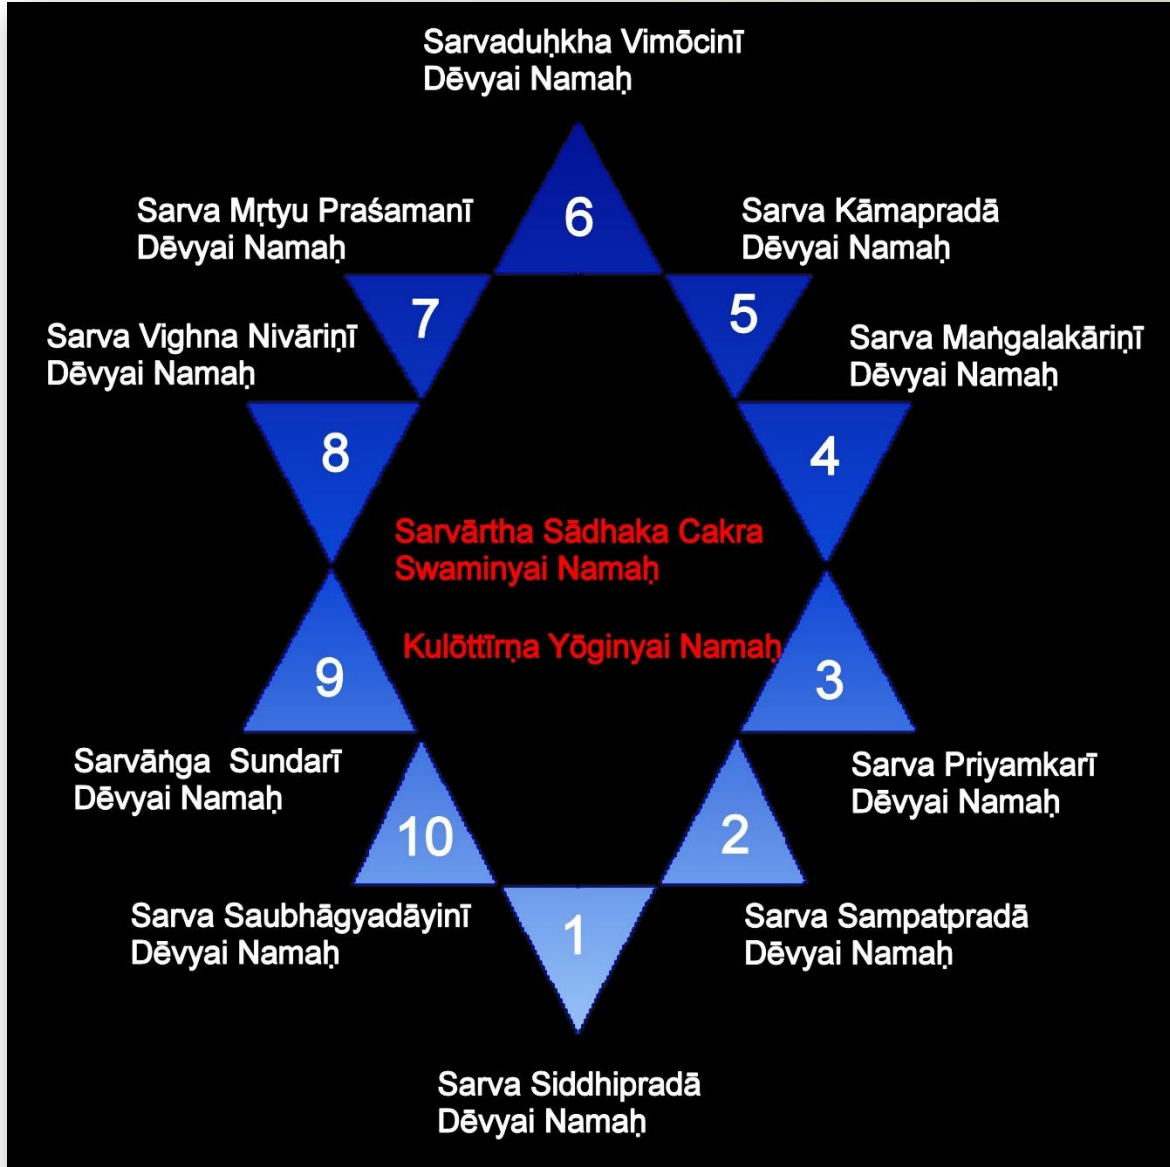 Sarvaduḥkha Vimōcinī
Dēvyai Namaḥ
6
Sarva Mṛtyu Praśamanī
Dēvyai Namaḥ
7
Sarva Kāmapradā
Dēvyai Namaḥ
5
Sarva Vighna Nivāriṇī
Dēvyai Namaḥ
8
Sarva Maṅgalakāriṇī
Dēvyai Namaḥ
4
Sarvārtha Sādhaka Cakra
Swaminyai Namaḥ
Kulōttīrṇa Yōginyai Namaḥ
9
Sarvāṅga Sundarī
Dēvyai Namaḥ
3
Sarva Priyamkarī
Dēvyai Namaḥ
10
Sarva Saubhāgyadāyinī
Dēvyai Namaḥ
2
Sarva Sampatpradā
Dēvyai Namaḥ
1
Sarva Siddhipradā
Dēvyai Namaḥ